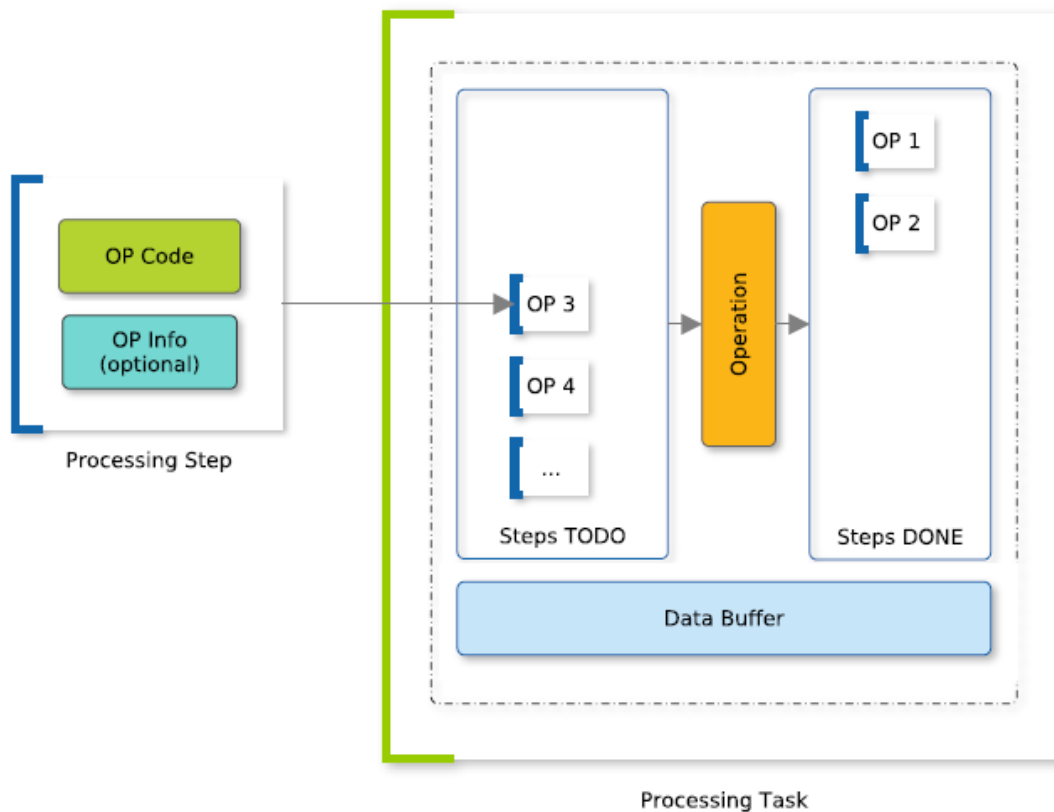 OP Code
OP Info
(optional)
Processing Step
OP 3
OP 4
...
Steps TODO
Operation
OP 1
OP 2
Steps DONE
Data Buffer
Processing Task